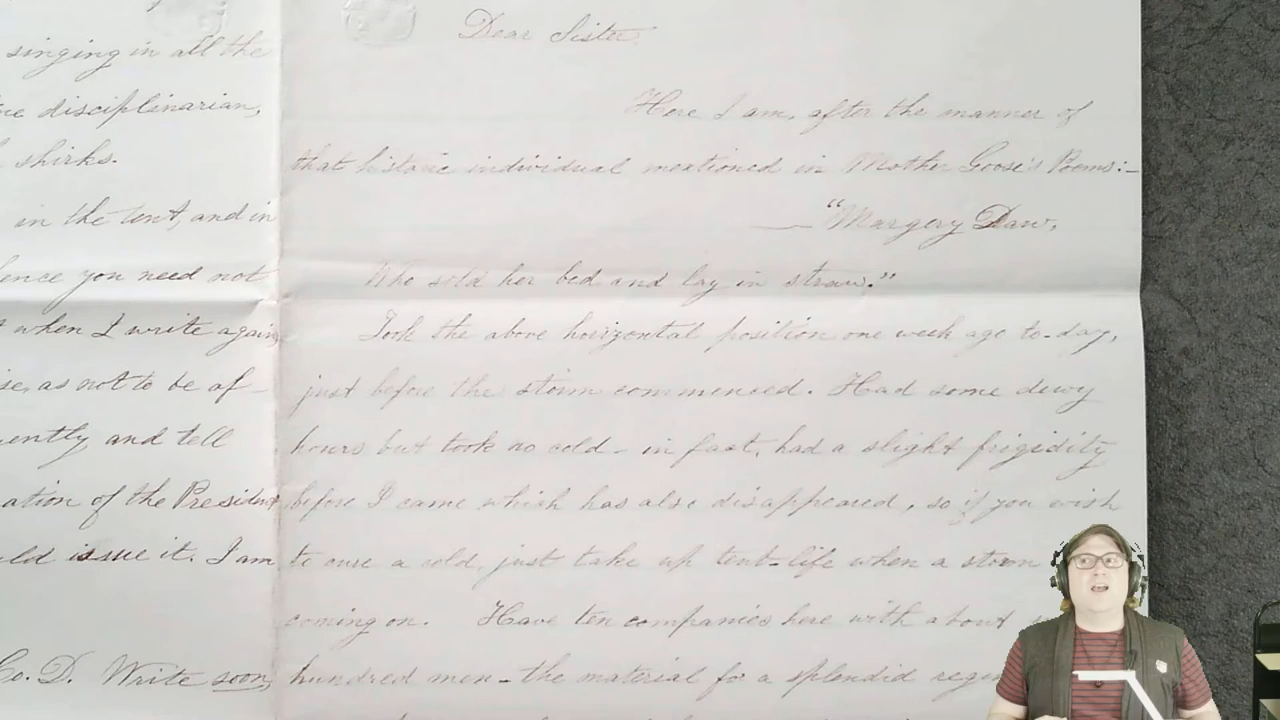 singing in all the
disciplinarian,
shirks.
in the tent, and in
you need not
when I write again,
as not to be af-
and tell
ation of the President
issue it. I am
Co. D. Write soon,
Dear Sister.
Here I am, after the manner of
that historic individual mentioned in Mother Goose's Poems:-
— "Margery Daw,
Who sold her bed and lay in straw."
Took the above horizontal position one week ago to-day,
just before the storm commenced. Had some dewy
hours but took no cold - in fact, had a slight frigidity
before I came which has also disappeared, so if you wish
to cure a cold, just take up tent-life when a storm
coming on. Have ten companies here with about
hundred men - the material for a splendid